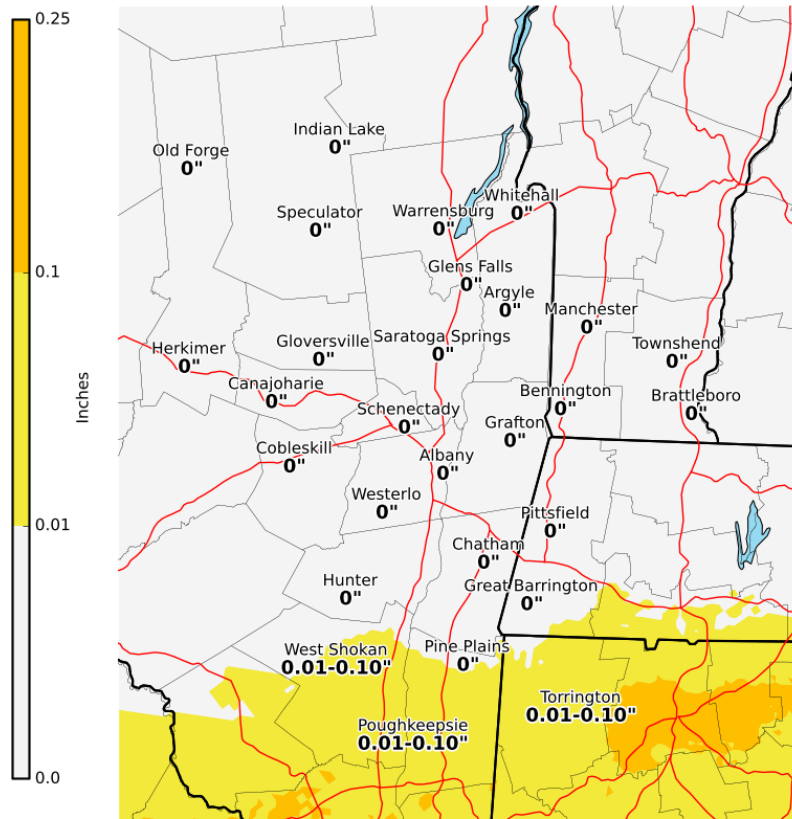 0.25
0.1
0.01
0.0
Inches
Indian Lake
0"
Old Forge
0"
Whitehall
0"
Speculator
0"
Warrensburg
0"
Glens Falls
0"
Argyle
0"
Manchester
0"
Saratoga Springs
0"
Gloversville
0"
Townshend
0"
Herkimer
0"
Canajoharie
0"
Bennington
0"
Brattleboro
0"
Schenectady
0"
Grafton
0"
Cobleskill
0"
Albany
0"
Westerlo
0"
Pittsfield
0"
Chatham
0"
Hunter
0"
Great Barrington
0"
West Shokan
0.01-0.10"
Pine Plains
0"
Torrington
0.01-0.10"
Poughkeepsie
0.01-0.10"